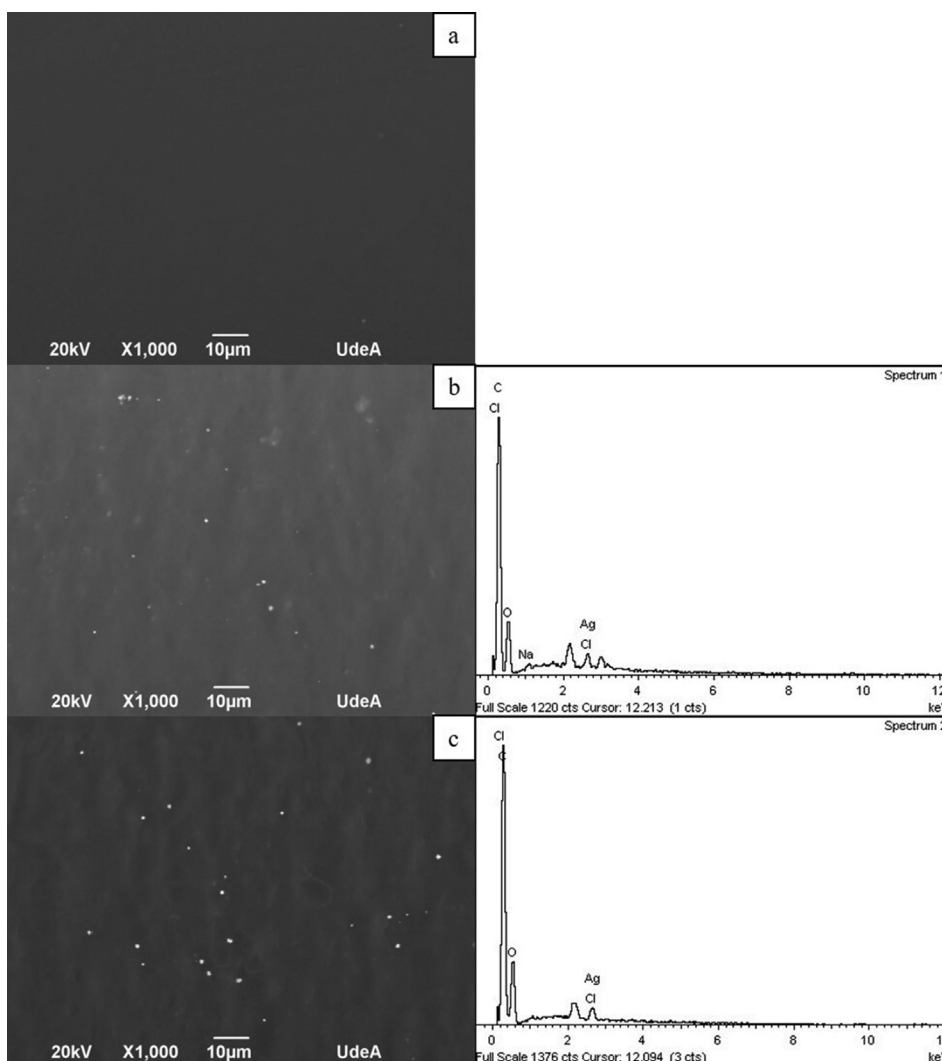 a
20kV X1,000 10µm UdeA
b
20kV X1,000 10µm UdeA
Spectrum 1
C
Cl
O
Na
Ag
Cl
0 2 4 6 8 10 12
Full Scale 1220 cts Cursor: 12.213 (1 cts) ke
c
20kV X1,000 10µm UdeA
Spectrum 2
Cl
C
O
Ag
Cl
0 2 4 6 8 10
Full Scale 1376 cts Cursor: 12.094 (3 cts) ke